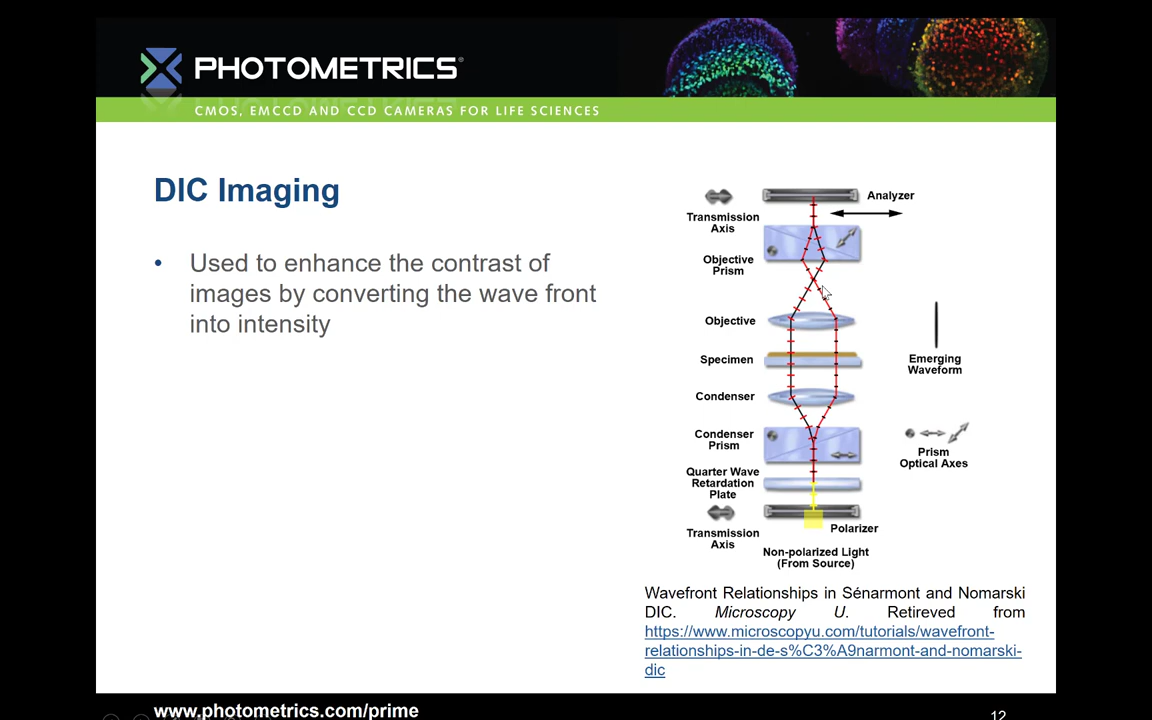 PHOTOMETRICS®
CMOS, EMCCD AND CCD CAMERAS FOR LIFE SCIENCES
DIC Imaging
• Used to enhance the contrast of
images by converting the wave front
into intensity
Analyzer
Transmission
Axis
Objective
Prism
Objective
Specimen
Emerging
Waveform
Condenser
Condenser
Prism
Prism
Optical Axes
Quarter Wave
Retardation
Plate
Polarizer
Transmission
Axis
Non-polarized Light
(From Source)
Wavefront Relationships in Sénarmont and Nomarski
DIC. Microscopy U. Retireved from
https://www.microscopyu.com/tutorials/wavefront-
relationships-in-de-s%C3%A9narmont-and-nomarski-
dic
www.photometrics.com/prime
12